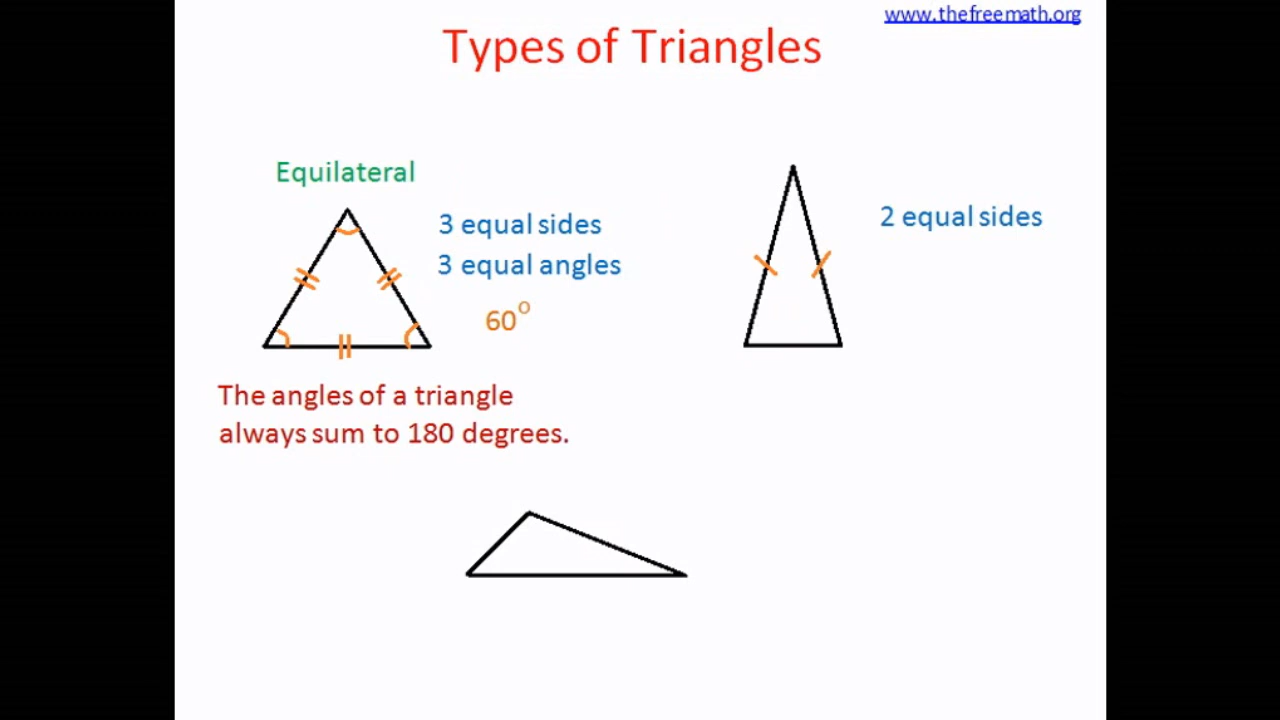 www.thefreemath.org
Types of Triangles
Equilateral
3 equal sides
3 equal angles
60°
2 equal sides
The angles of a triangle
always sum to 180 degrees.